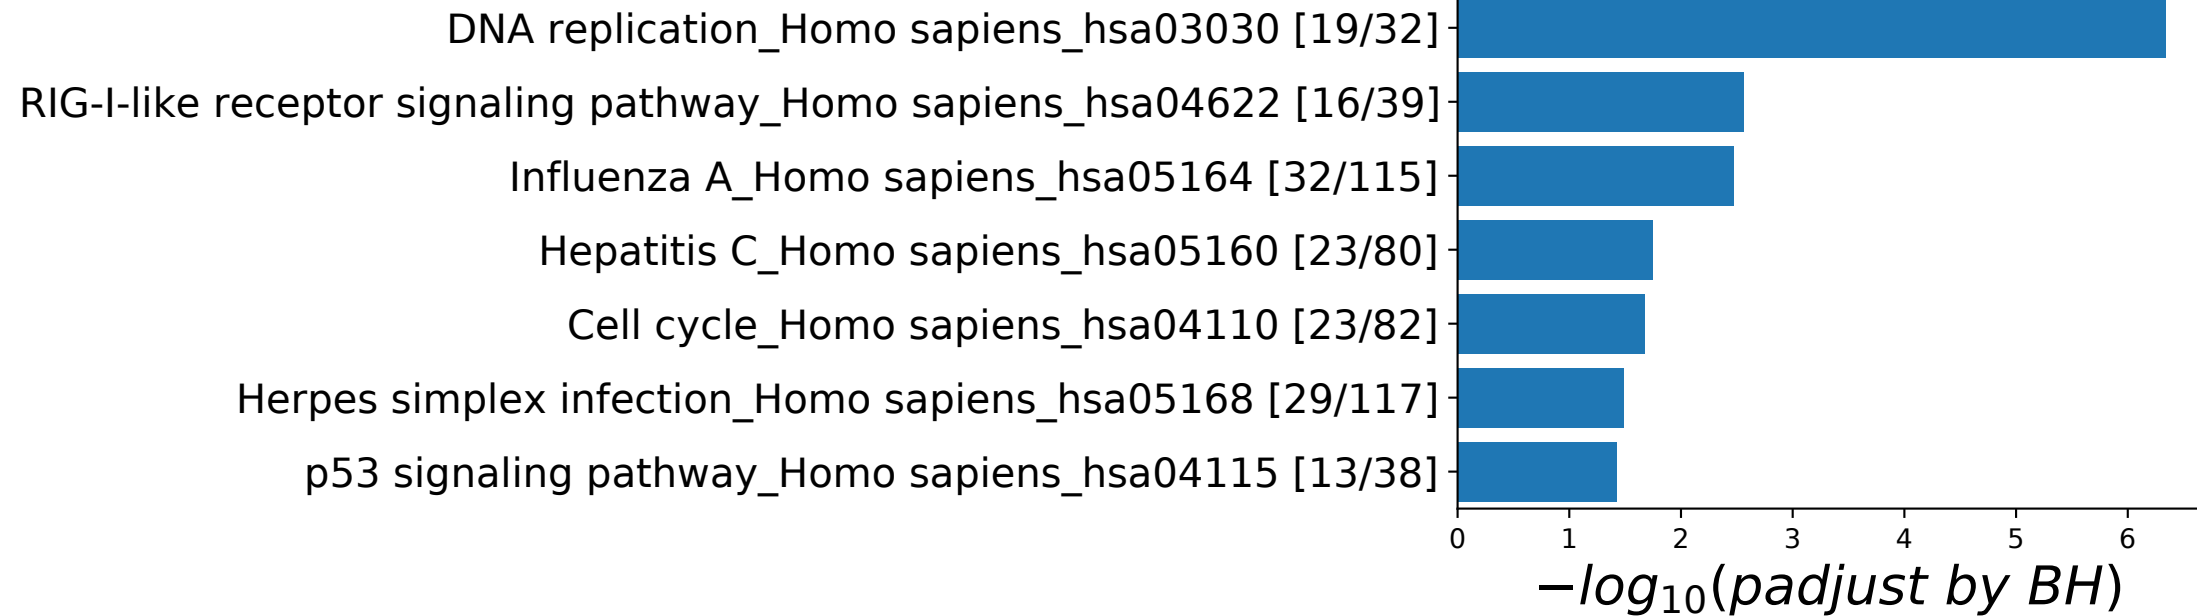 DNA replication_Homo sapiens_hsa03030 [19/32]
RIG-I-like receptor signaling pathway_Homo sapiens_hsa04622 [16/39]
Influenza A_Homo sapiens_hsa05164 [32/115]
Hepatitis C_Homo sapiens_hsa05160 [23/80]
Cell cycle_Homo sapiens_hsa04110 [23/82]
Herpes simplex infection_Homo sapiens_hsa05168 [29/117]
p53 signaling pathway_Homo sapiens_hsa04115 [13/38]
0 1 2 3 4 5 6
−log₁₀(padjust by BH)